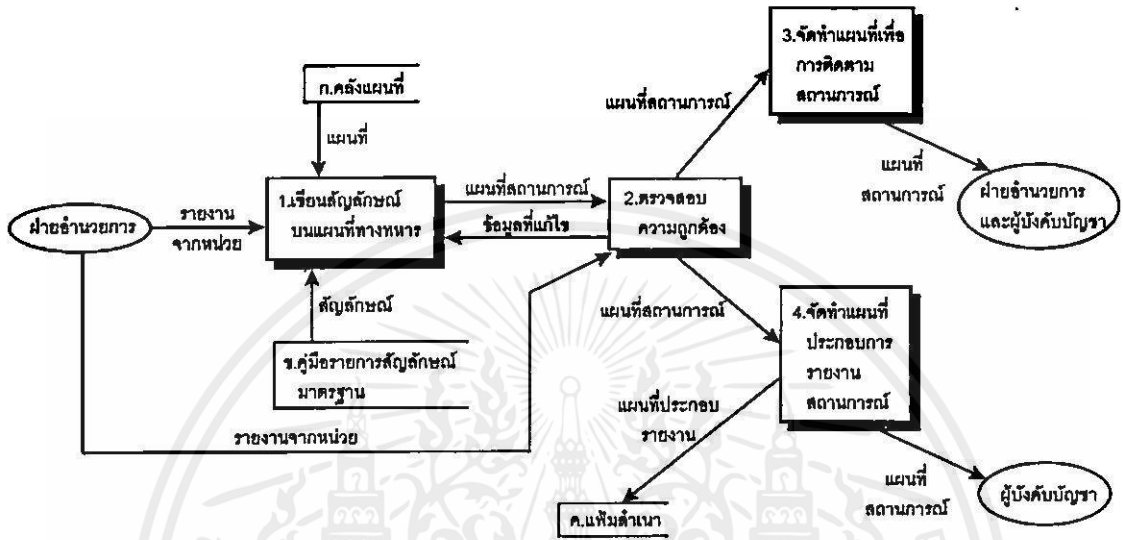 3.จัดทำแผนที่เพื่อ
การติดตาม
สถานการณ์
ก.คลังแผนที่
แผนที่สถานการณ์
แผนที่
แผนที่
สถานการณ์
ฝ่ายอำนวยการ
และผู้บังคับบัญชา
ฝ่ายอำนวยการ
รายงาน
จากหน่วย
1.เขียนสัญลักษณ์
บนแผนที่ทางทหาร
แผนที่สถานการณ์
ข้อมูลที่แก้ไข
2.ตรวจสอบ
ความถูกต้อง
สัญลักษณ์
แผนที่สถานการณ์
ข.คู่มือรายการสัญลักษณ์
มาตรฐาน
4.จัดทำแผนที่
ประกอบการ
รายงาน
สถานการณ์
รายงานจากหน่วย
แผนที่ประกอบ
รายงาน
แผนที่
สถานการณ์
ผู้บังคับบัญชา
ค.แฟ้มสำเนา